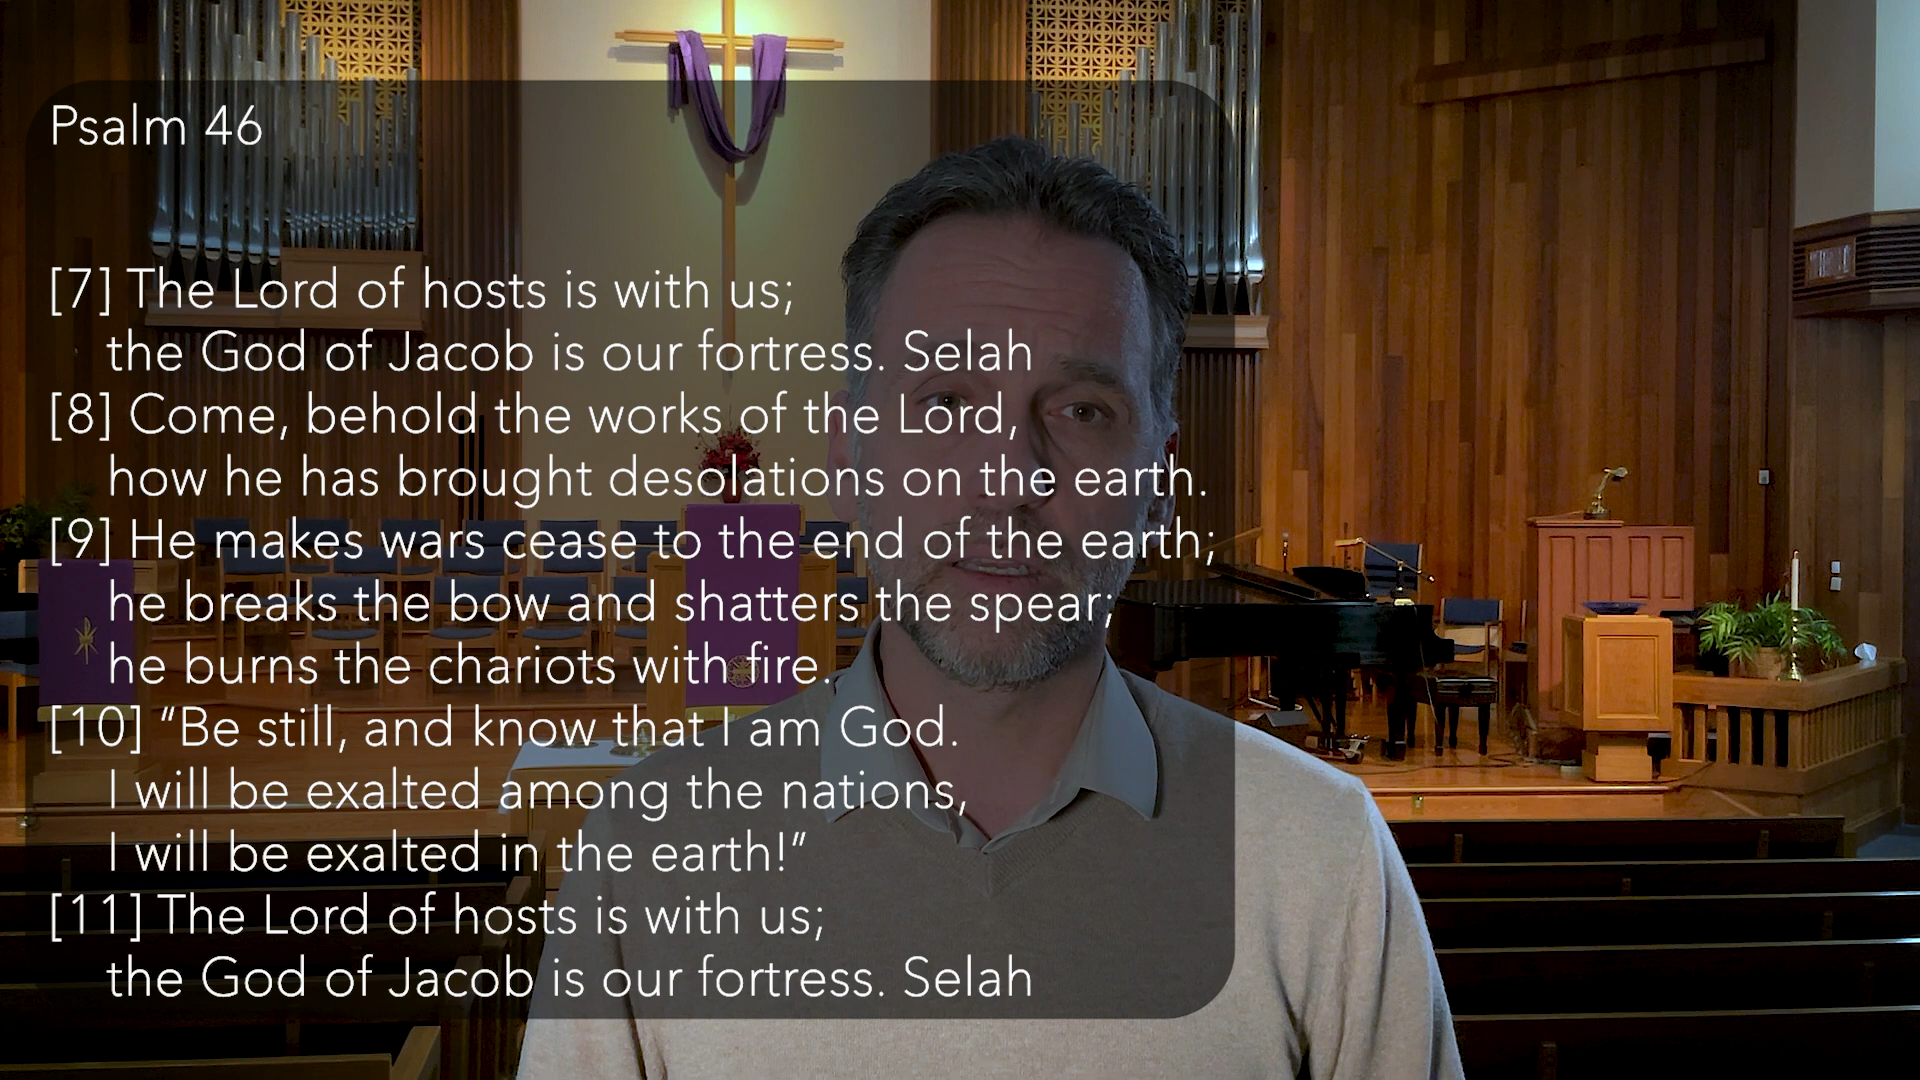 Psalm 46
[7] The Lord of hosts is with us;
the God of Jacob is our fortress. Selah
[8] Come, behold the works of the Lord,
how he has brought desolations on the earth.
[9] He makes wars cease to the end of the earth;
he breaks the bow and shatters the spear;
he burns the chariots with fire.
[10] “Be still, and know that I am God.
I will be exalted among the nations,
I will be exalted in the earth!”
[11] The Lord of hosts is with us;
the God of Jacob is our fortress. Selah